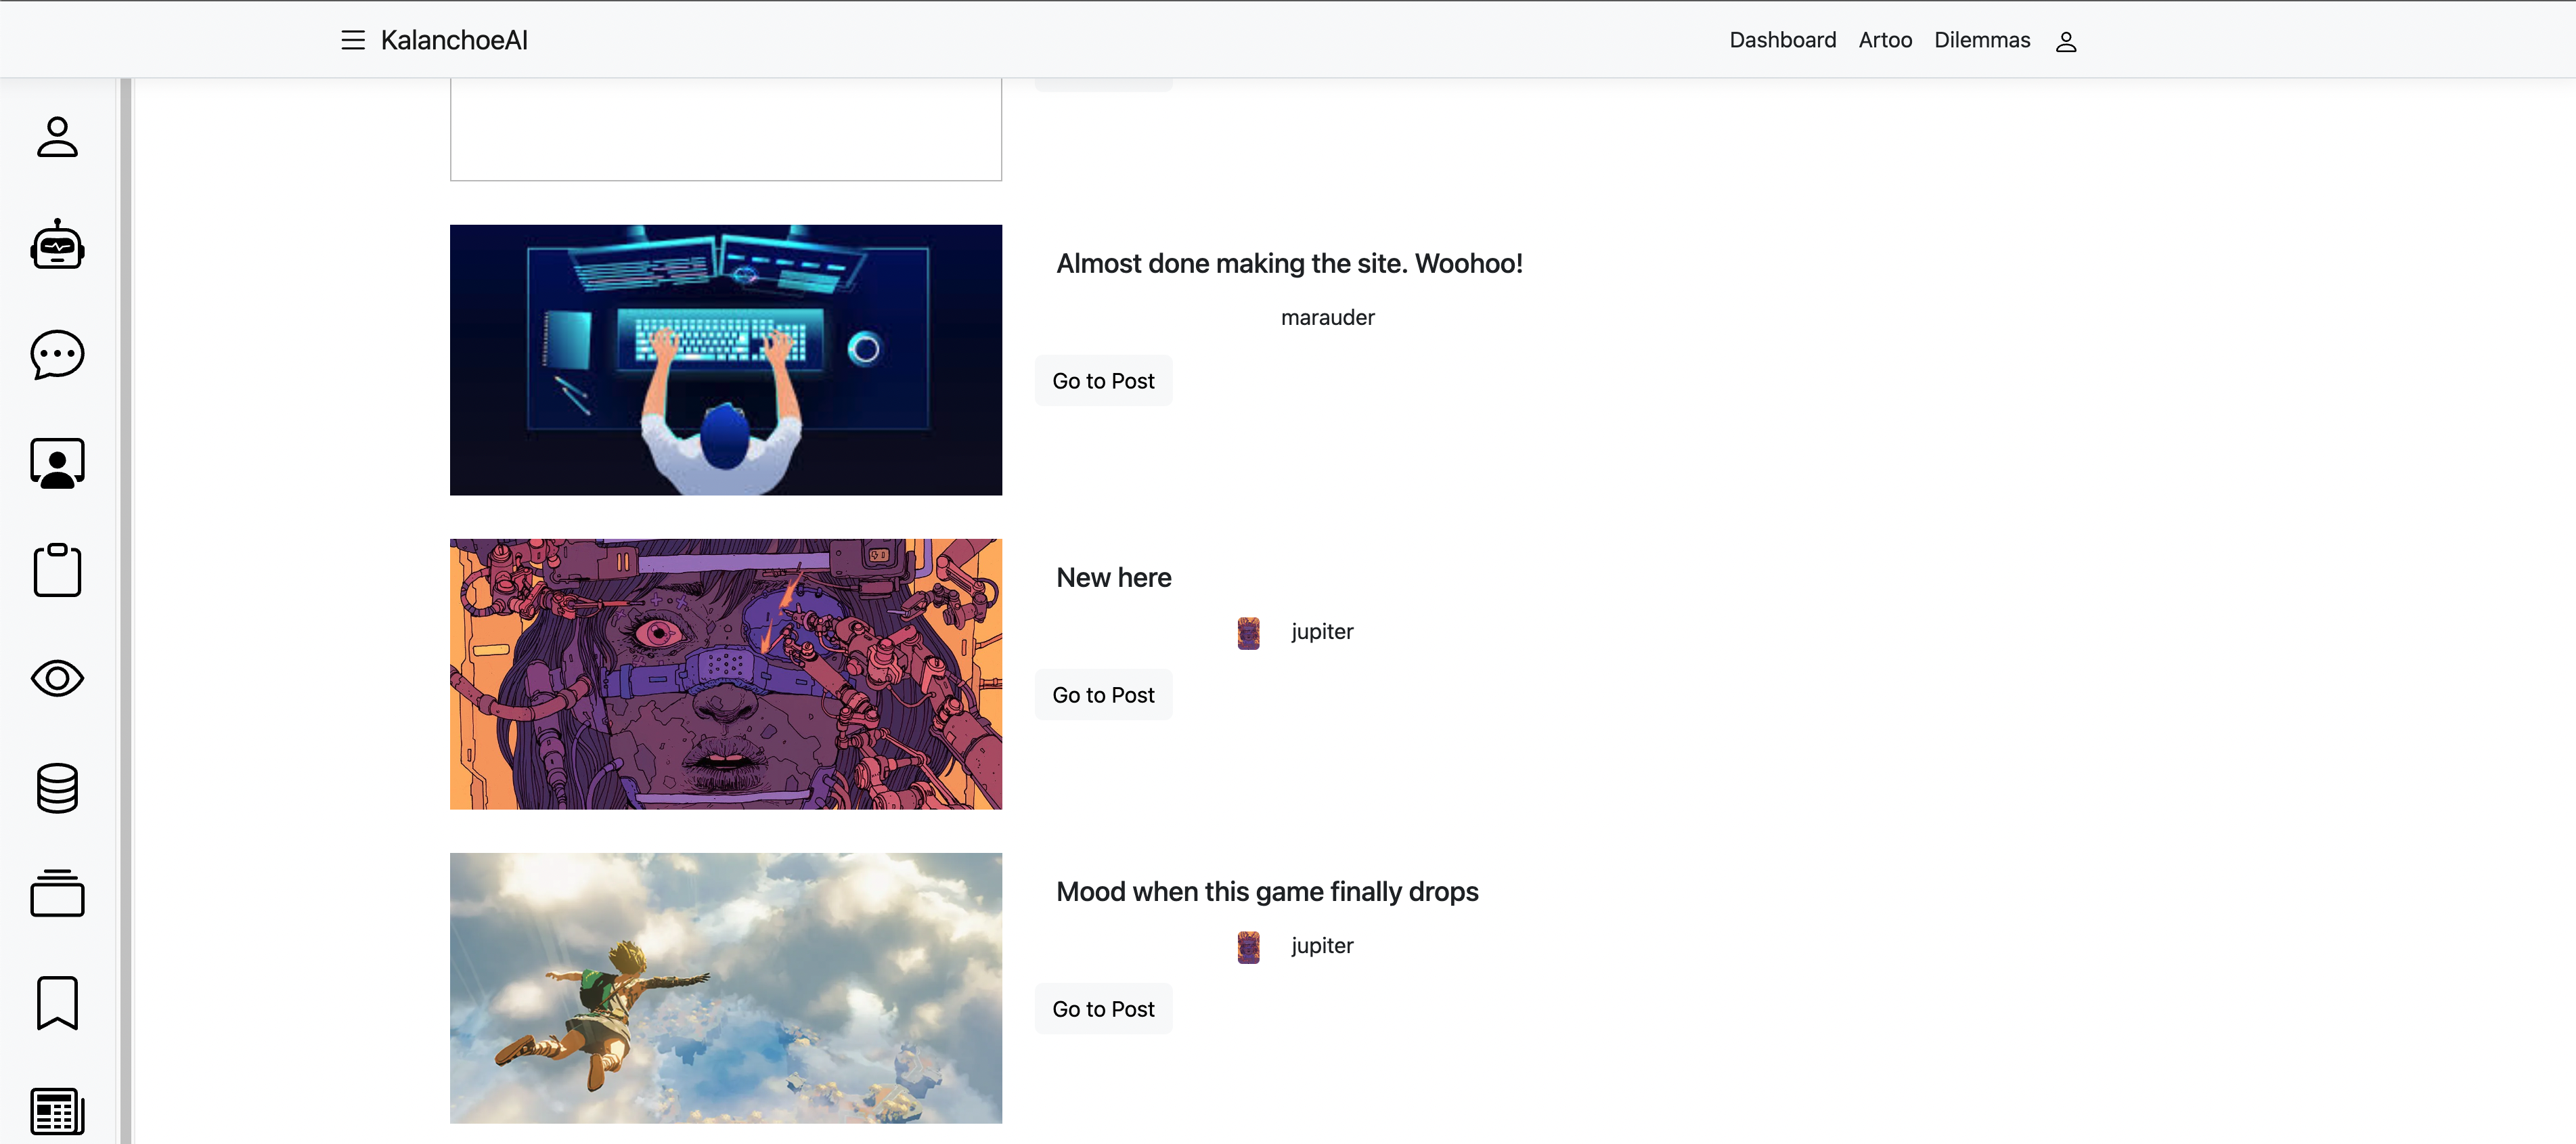 KalanchoeAI
Dashboard
Artoo
Dilemmas
Almost done making the site. Woohoo!
marauder
Go to Post
New here
jupiter
Go to Post
Mood when this game finally drops
jupiter
Go to Post